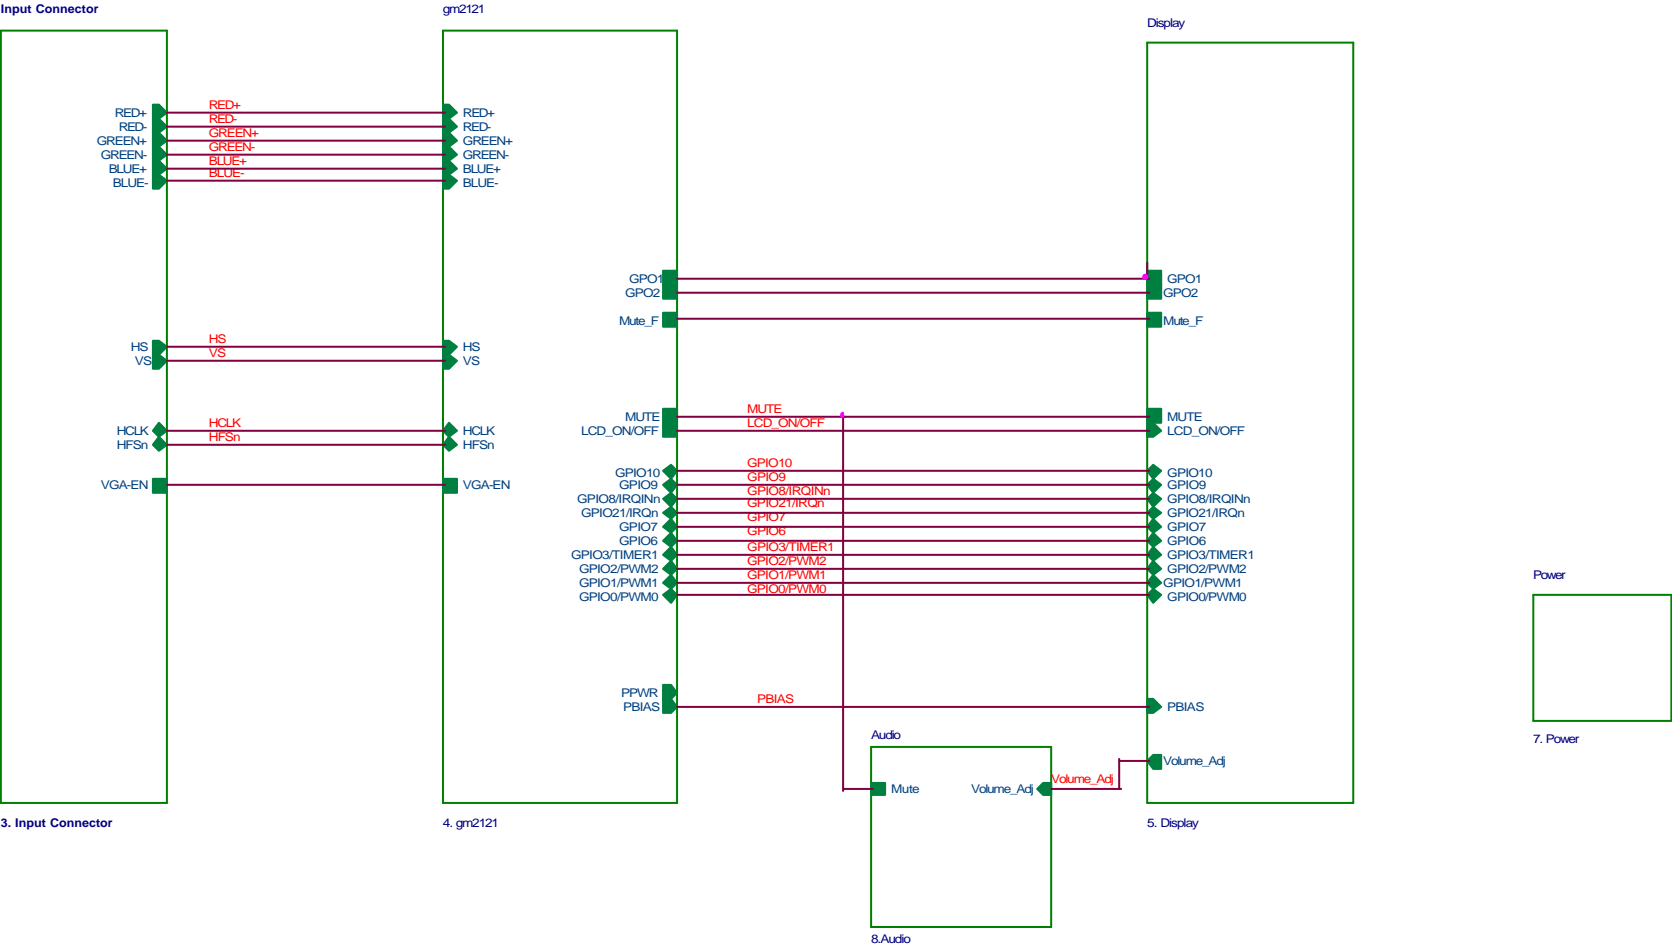 Input Connector
gm2121
Display
RED+
RED-
GREEN+
GREEN-
BLUE+
BLUE-
RED+
RED-
GREEN+
GREEN-
BLUE+
BLUE-
RED+
RED-
GREEN+
GREEN-
BLUE+
BLUE-
GPO1
GPO2
Mute_F
GPO1
GPO2
Mute_F
HS
VS
HS
VS
HS
VS
HCLK
HFSn
HCLK
HFSn
HCLK
HFSn
VGA-EN
VGA-EN
MUTE
LCD_ON/OFF
MUTE
LCD_ON/OFF
MUTE
LCD_ON/OFF
GPIO10
GPIO9
GPIO8/IRQINn
GPIO21/IRQn
GPIO7
GPIO6
GPIO3/TIMER1
GPIO2/PWM2
GPIO1/PWM1
GPIO0/PWM0
GPIO10
GPIO9
GPIO8/IRQINn
GPIO21/IRQn
GPIO7
GPIO6
GPIO3/TIMER1
GPIO2/PWM2
GPIO1/PWM1
GPIO0/PWM0
GPIO10
GPIO9
GPIO8/IRQINn
GPIO21/IRQn
GPIO7
GPIO6
GPIO3/TIMER1
GPIO2/PWM2
GPIO1/PWM1
GPIO0/PWM0
Power
PPWR
PBIAS
PBIAS
PBIAS
Audio
7. Power
Volume_Adj
Mute
Volume_Adj
Volume_Adj
3. Input Connector
4. gm2121
5. Display
8.Audio